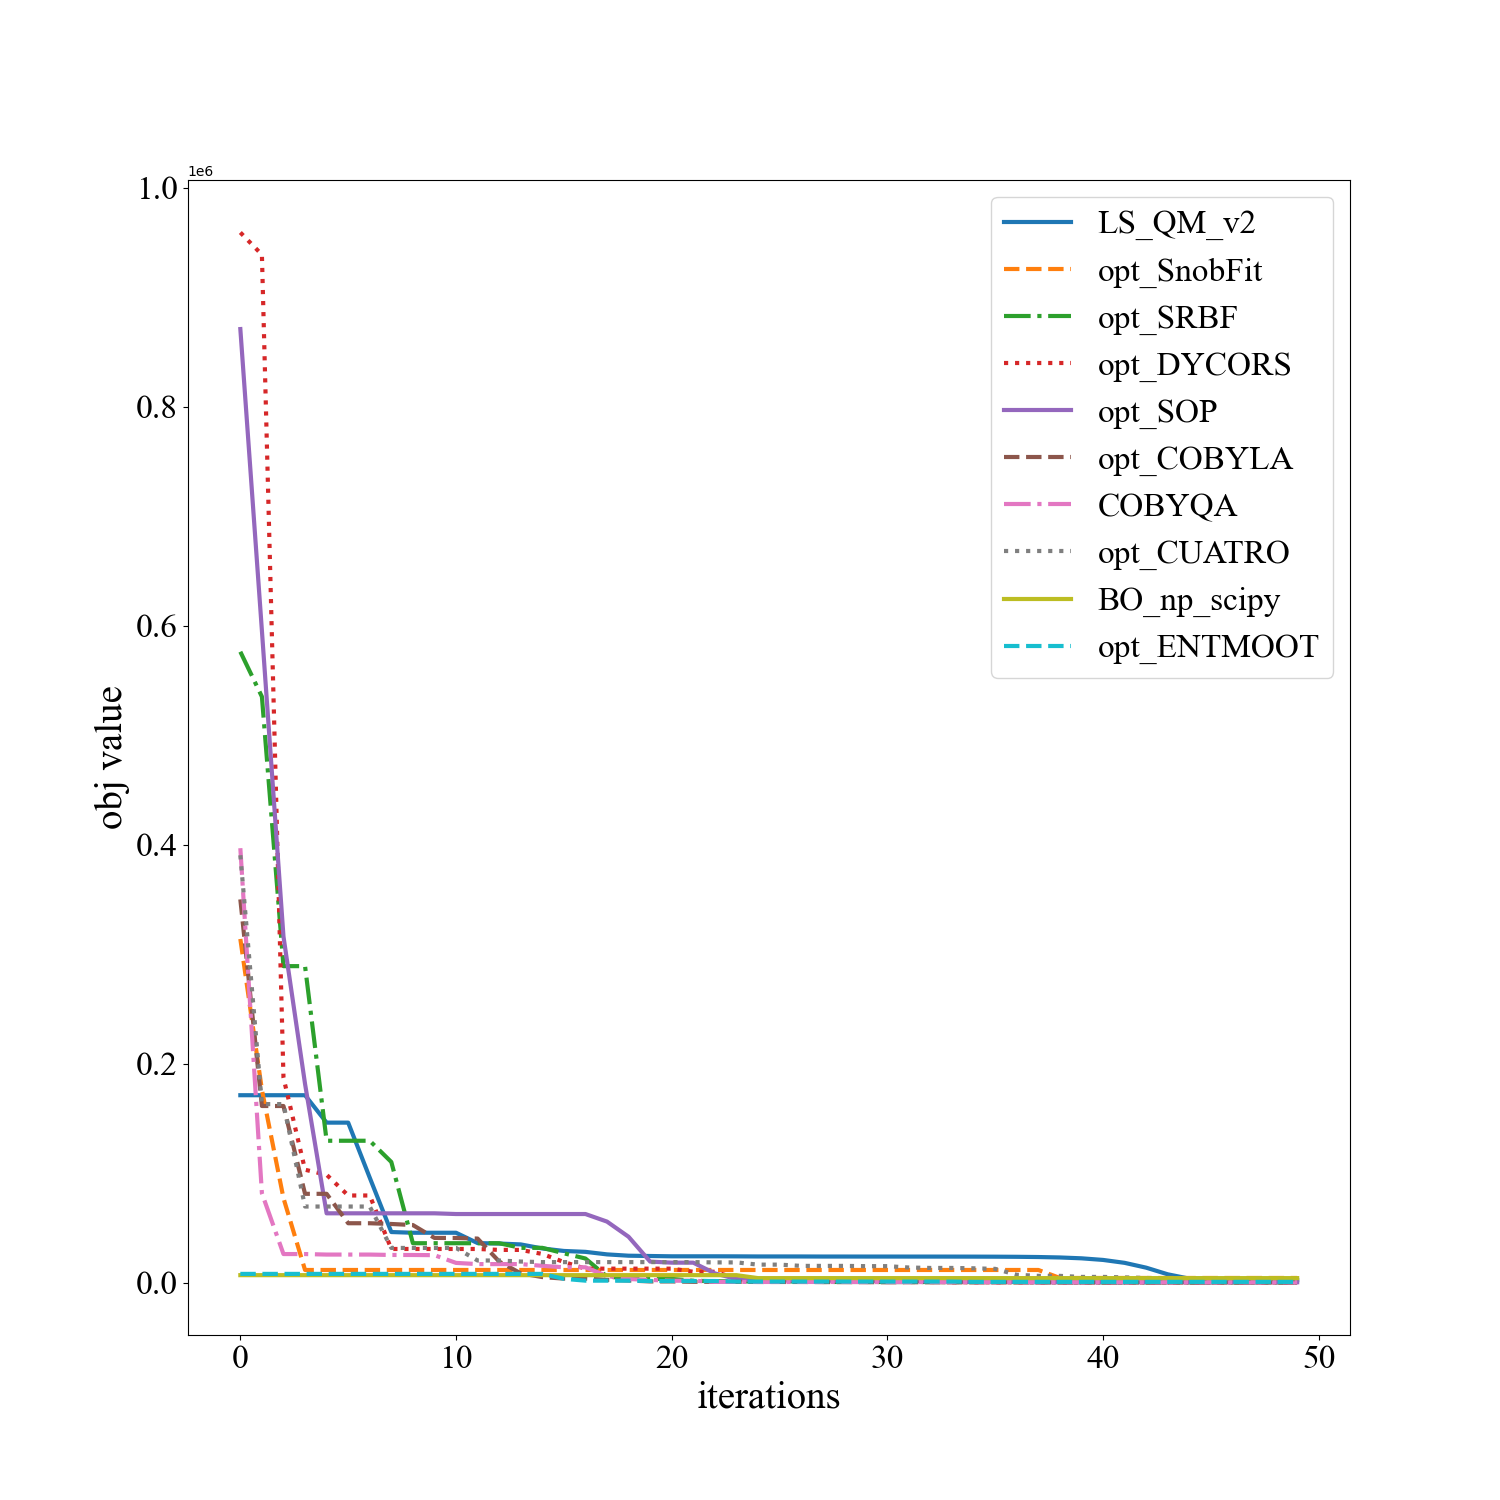 1e6
1.0
0.8
0.6
0.4
0.2
0.0
obj value
LS_QM_v2
opt_SnobFit
opt_SRBF
opt_DYCORS
opt_SOP
opt_COBYLA
COBYQA
opt_CUATRO
BO_np_scipy
opt_ENTMOOT
0 10 20 30 40 50
iterations